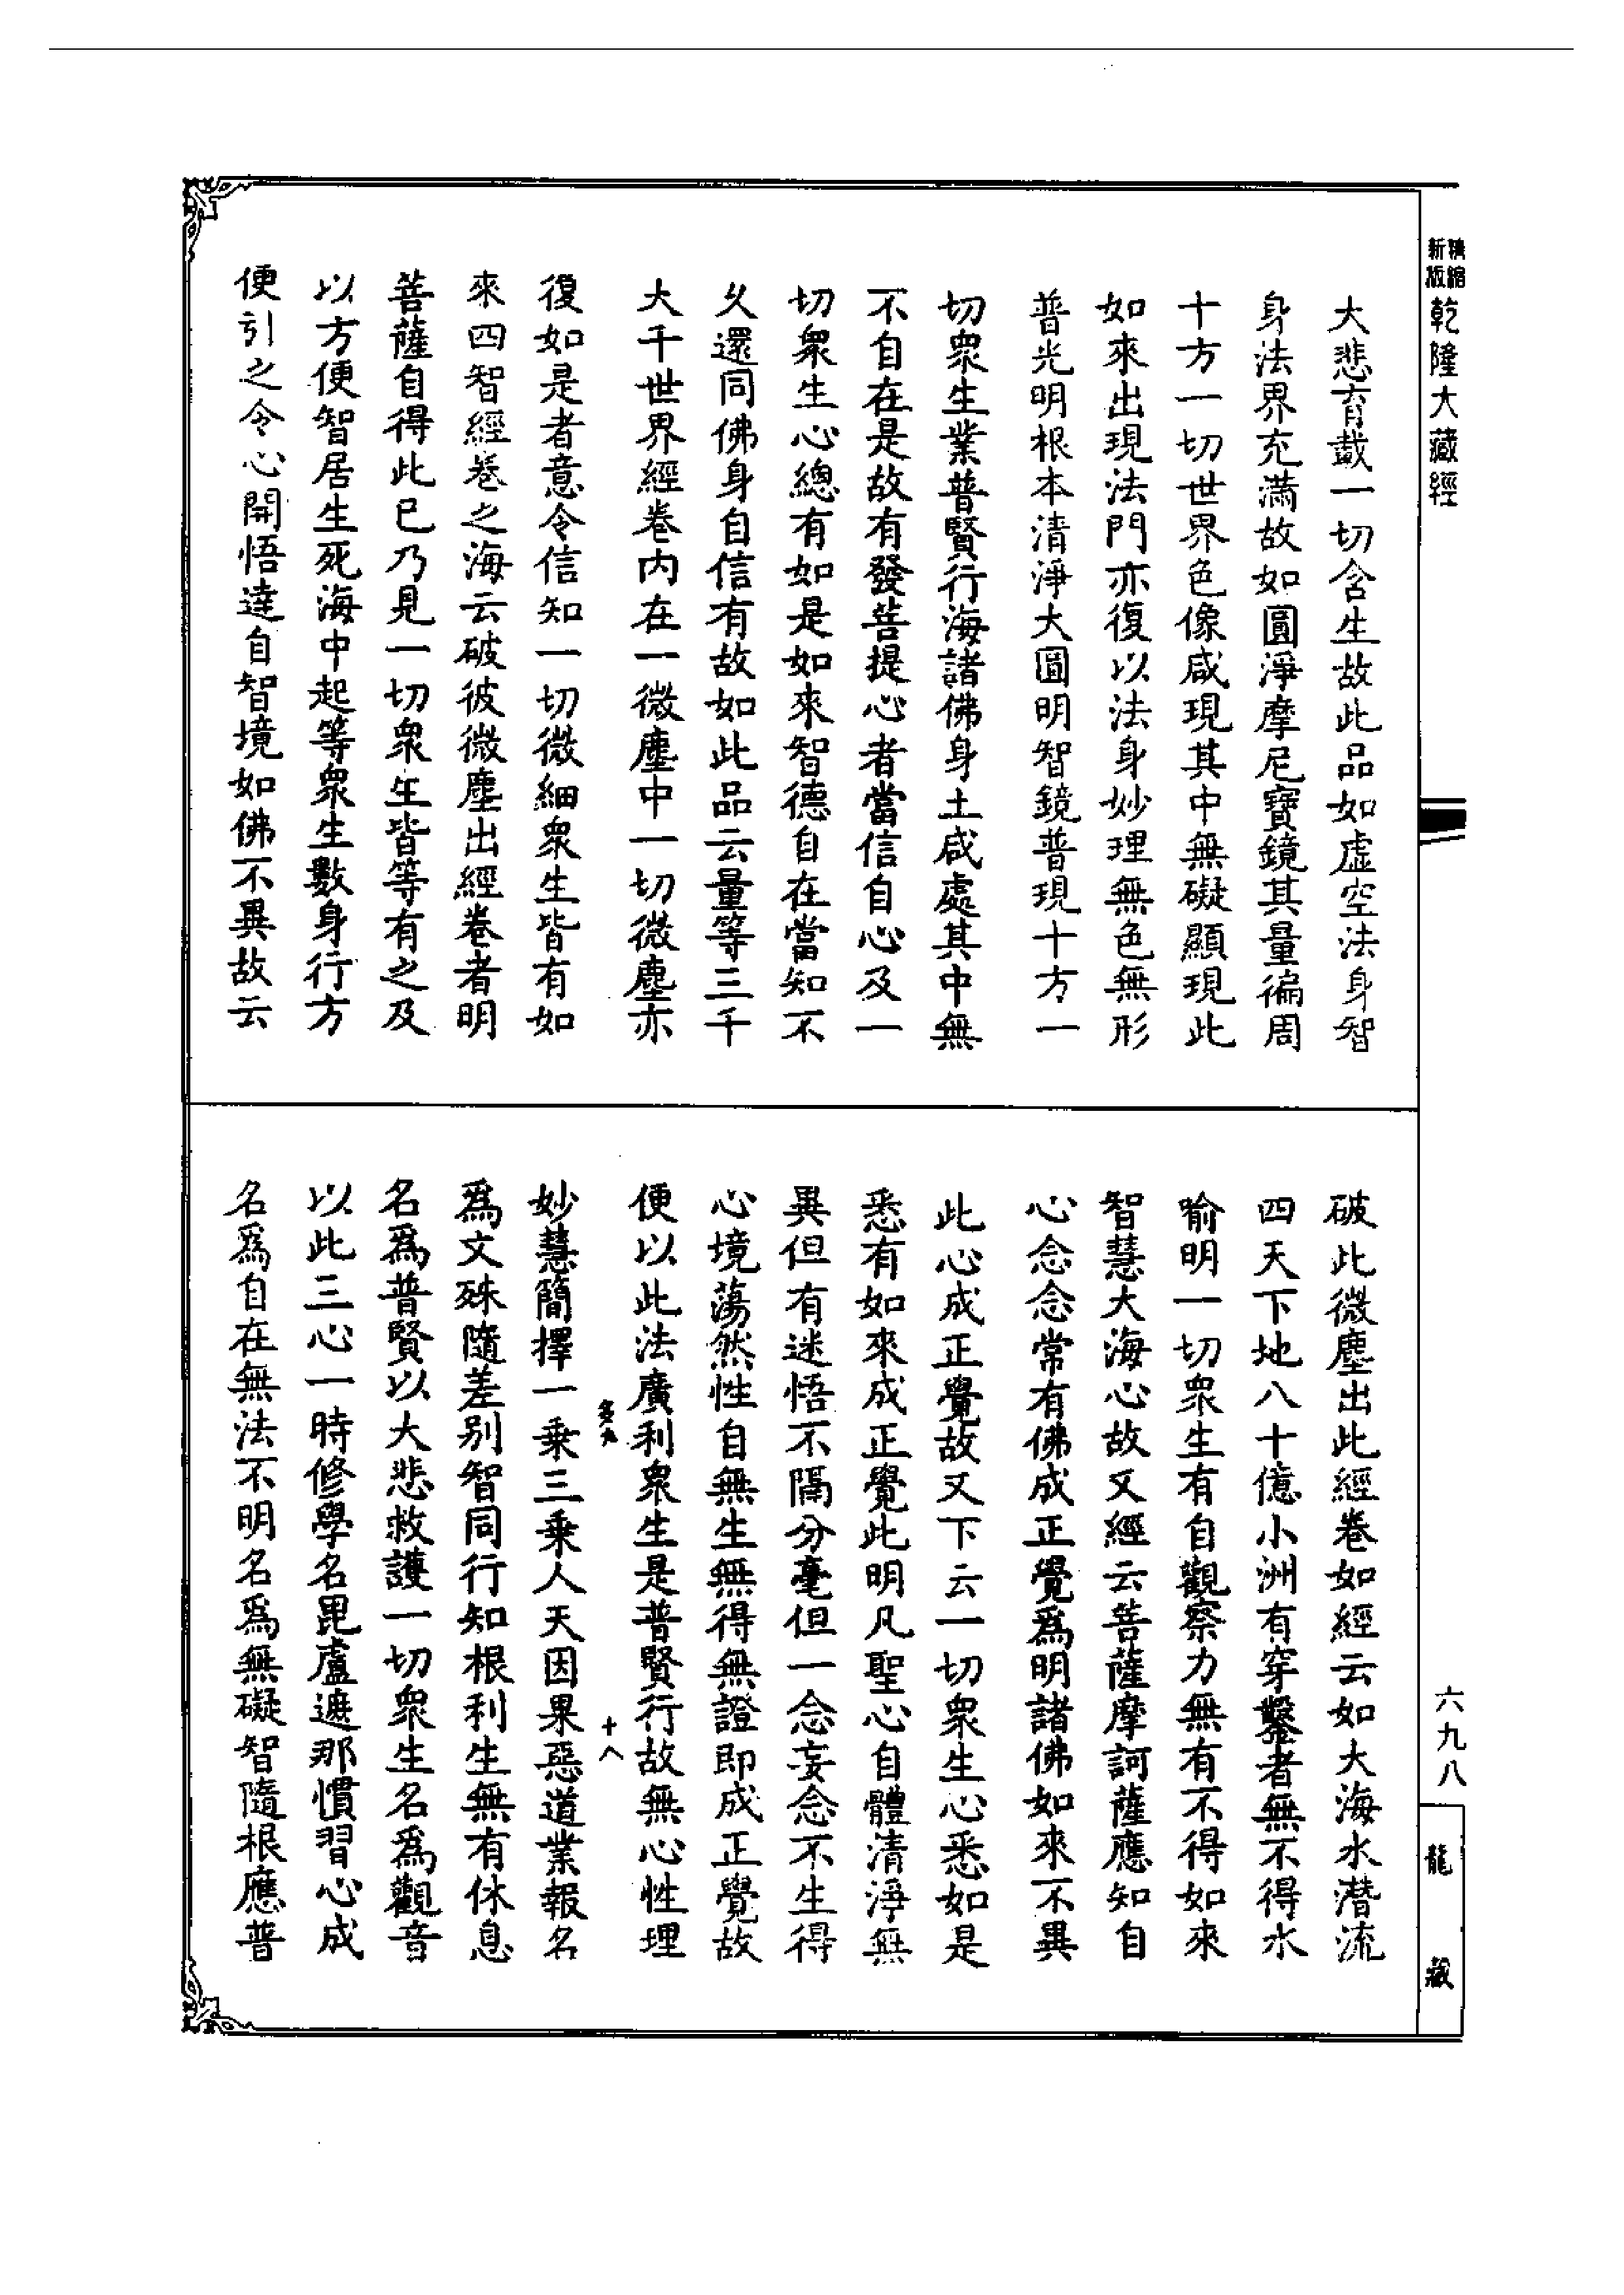 精縮
新版
乾隆大藏經
大悲育載一切含生故此品如虛空法身智
身法界充滿故如圓淨摩尼寶鏡其量徧周
十方一切世界色像咸現其中無礙顯現此
如來出現法門亦復以法身妙理無色無形
普光明根本清淨大圓明智鏡普現十方一
切眾生業普賢行海諸佛身土咸處其中無
不自在是故有發菩提心者當信自心及一
切眾生心總有如是如來智德自在當知不
久還同佛身自信有故如此品云量等三千
大千世界經卷內在一微塵中一切微塵亦
復如是者意令信知一切微細眾生皆有如
來四智經卷之海云破彼微塵出經卷者明
菩薩自得此已乃見一切眾生皆等有之及
以方便智居生死海中起等眾生數身行方
便引之令心開悟達自智境如佛不異故云
破此微塵出此經卷如經云如大海水潛流
四天下地八十億小洲有穿鑿者無不得水
喻明一切眾生有自觀察力無有不得如來
智慧大海心故又經云菩薩摩訶薩應知自
心念念常有佛成正覺為明諸佛如來不異
此心成正覺故又下云一切眾生心悉如是
悉有如來成正覺此明凡聖心自體清淨無
異但有迷悟不隔分毫但一念妄念不生得
心境蕩然性自無生無得無證即成正覺故
便以此法廣利眾生是普賢行故無心性理
多九
十八
妙慧簡擇一乘三乘人天因果惡道業報名
為文殊隨差別智同行知根利生無有休息
名為普賢以大悲救護一切眾生名為觀音
以此三心一時修學名毘盧遮那慣習心成
名為自在無法不明名為無礙智隨根應普
六九八
龍藏